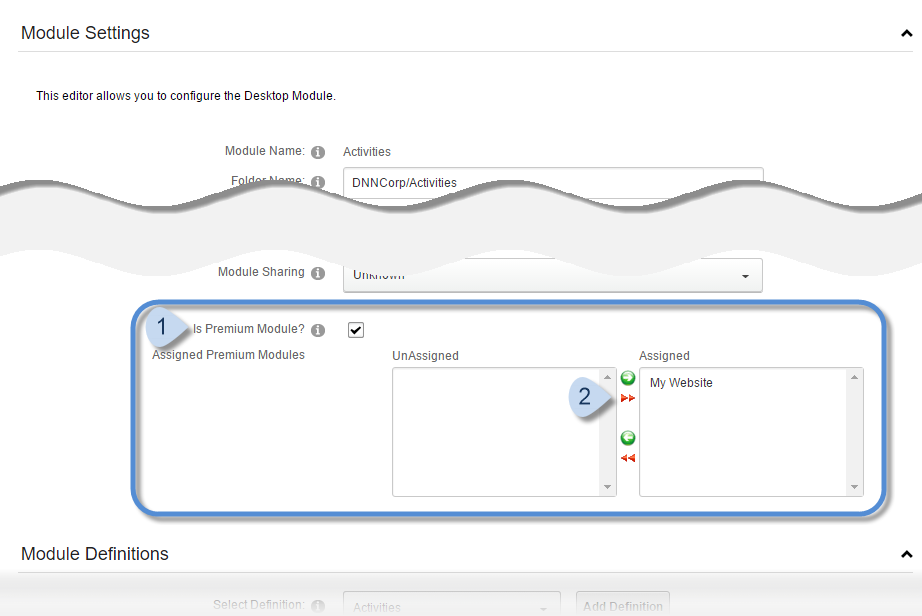 Module Settings
This editor allows you to configure the Desktop Module.
Module Name: Activities
Folder Name: DNNCorp/Activities
Module Sharing Unknown
1 Is Premium Module?
Assigned Premium Modules UnAssigned Assigned
My Website
2
Module Definitions
Select Definition: Activities Add Definition